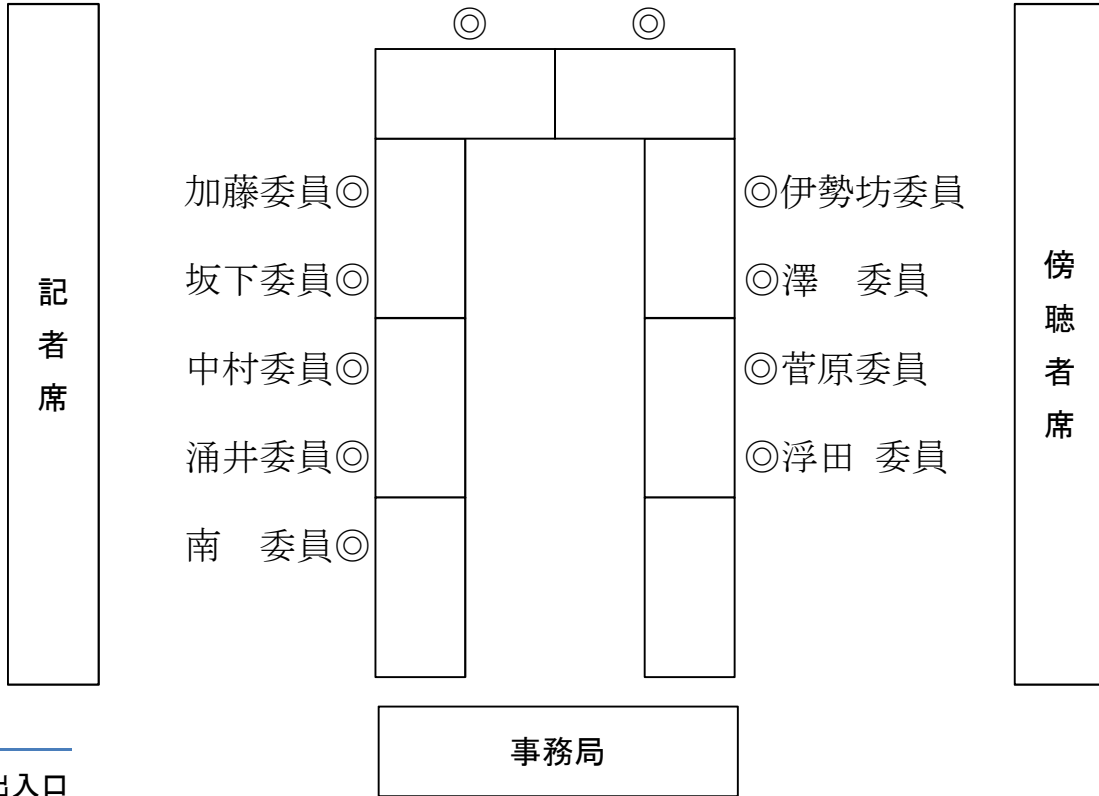 ◎ ◎
加藤委員◎ ◎伊勢坊委員
坂下委員◎ ◎澤　委員
中村委員◎ ◎菅原委員
涌井委員◎ ◎浮田 委員
南　委員◎
記者席
傍聴者席
事務局
出入口